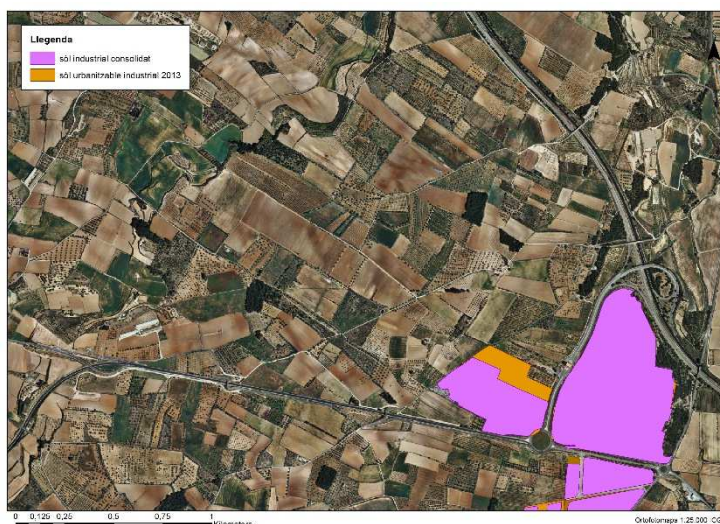 Llegenda
sòl industrial consolidat
sòl urbanitzable industrial 2013
0 0,125 0,25 0,5 0,75 1
Ortofotomapa 1:25.000,